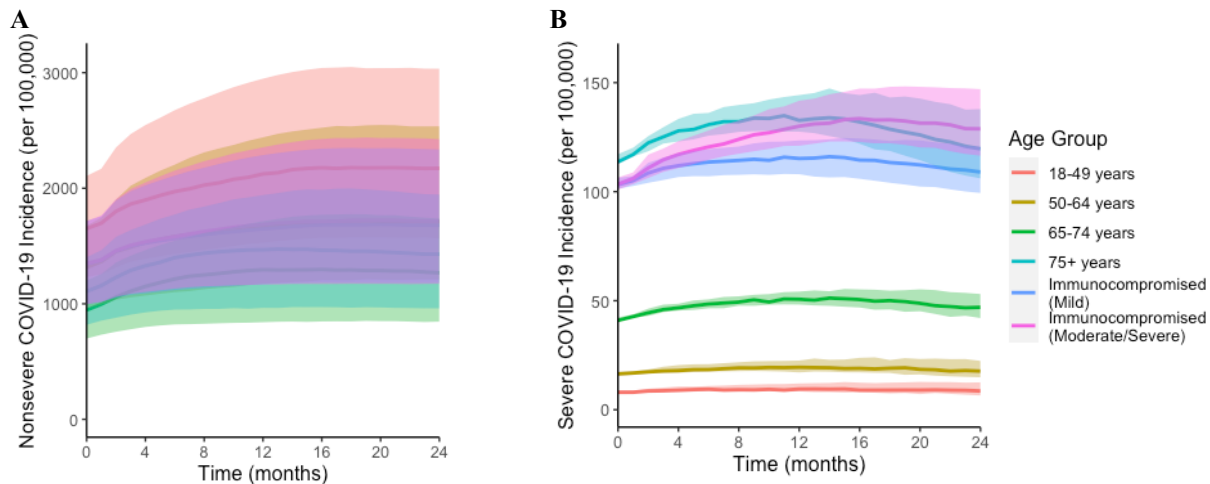 A
Nonsevere COVID-19 Incidence (per 100,000)
3000
2000
1000
0
0 4 8 12 16 20 24
Time (months)
B
Severe COVID-19 Incidence (per 100,000)
150
100
50
0
0 4 8 12 16 20 24
Time (months)
Age Group
18-49 years
50-64 years
65-74 years
75+ years
Immunocompromised
(Mild)
Immunocompromised
(Moderate/Severe)